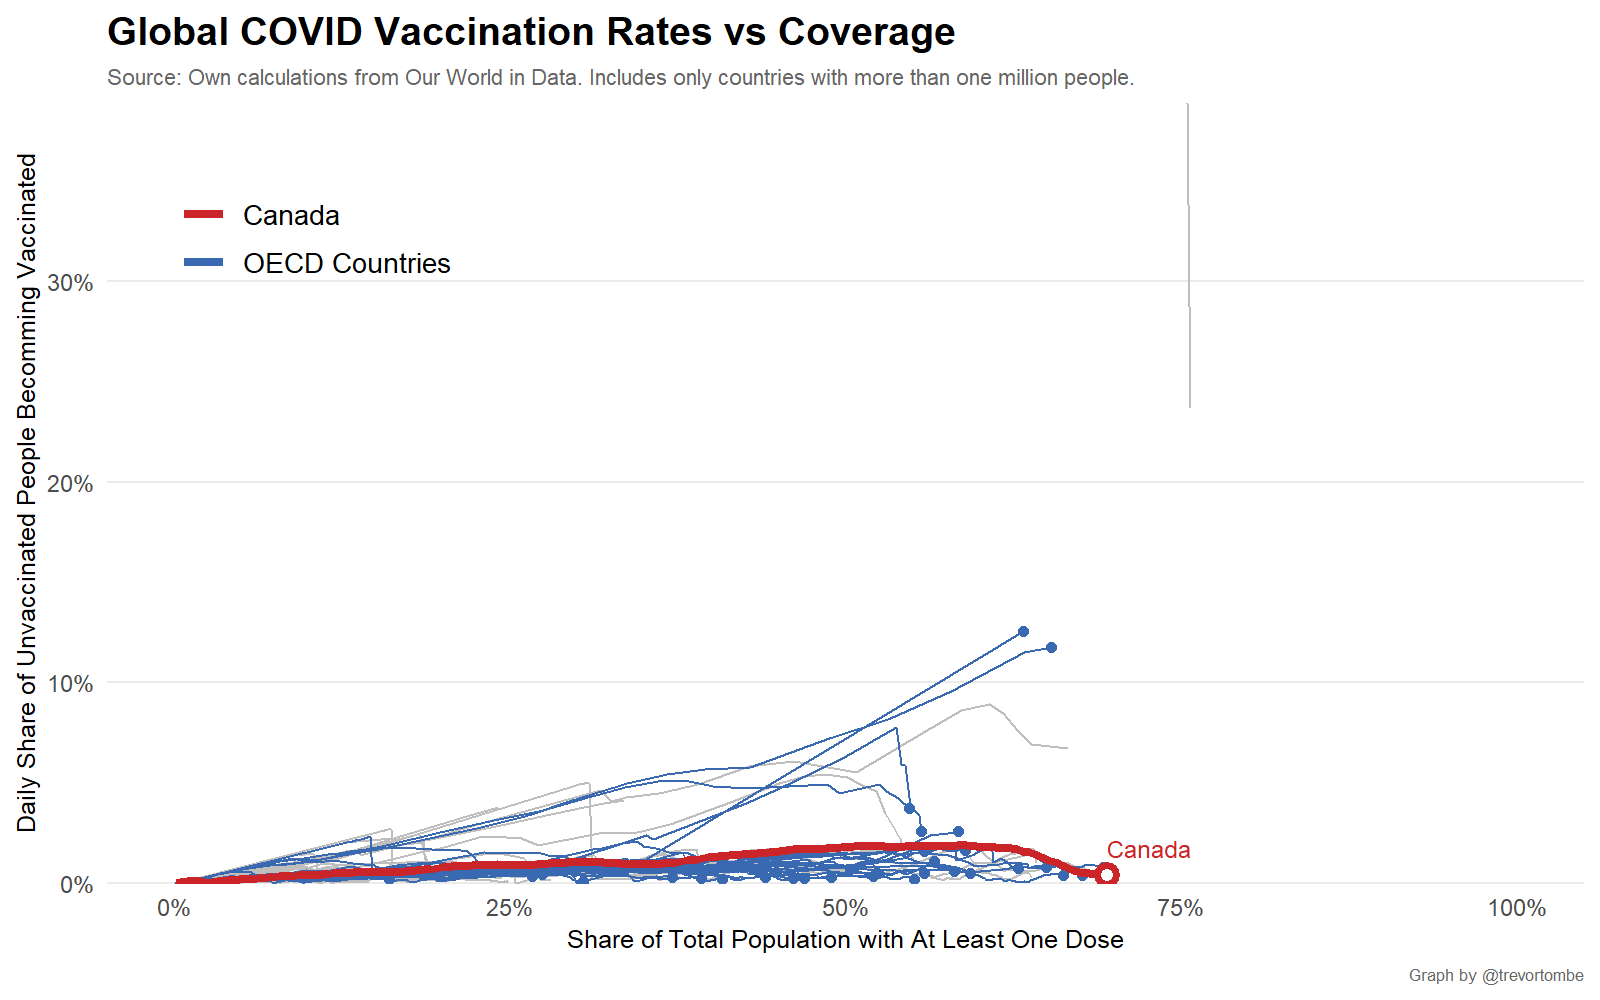 Global COVID Vaccination Rates vs Coverage
Source: Own calculations from Our World in Data. Includes only countries with more than one million people.
Daily Share of Unvaccinated People Becomming Vaccinated
Canada
OECD Countries
30%
20%
10%
0%
Canada
0% 25% 50% 75% 100%
Share of Total Population with At Least One Dose
Graph by @trevortombe